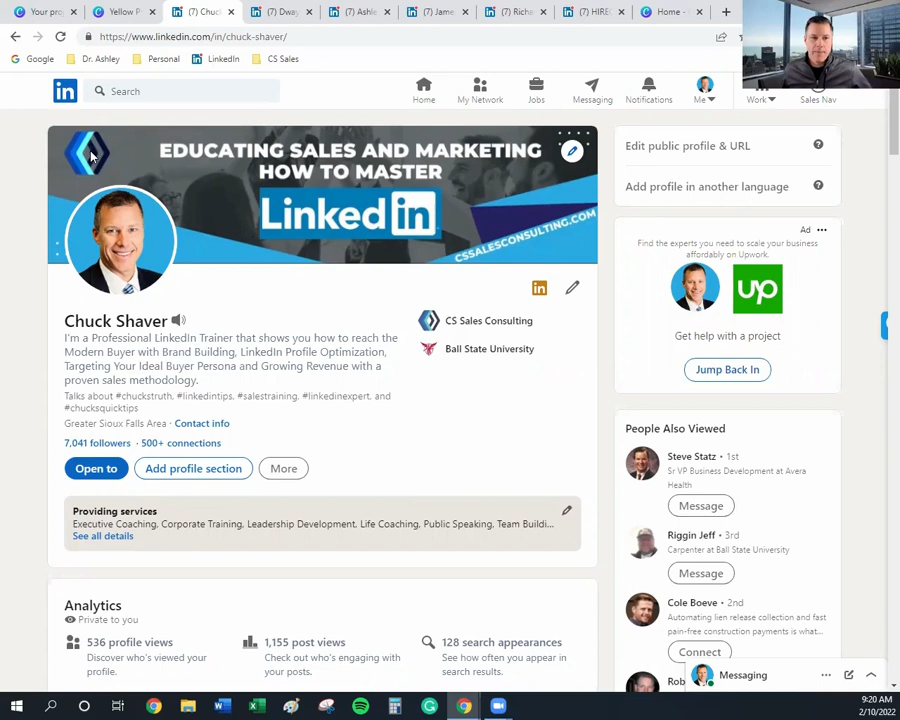 Your pro
Yellow P
(7) Chuc
(7) Dway
(7) Ashle
(7) Jame
(7) Richa
(7) HIREC
Home -
https://www.linkedin.com/in/chuck-shaver/
Google
Dr. Ashley
Personal
LinkedIn
CS Sales
in
Search
Home
My Network
Jobs
Messaging
Notifications
Me
Work
Sales Nav
EDUCATING SALES AND MARKETING
HOW TO MASTER
Linked in
CSSALESCONSULTING.COM
Chuck Shaver
I'm a Professional LinkedIn Trainer that shows you how to reach the
Modern Buyer with Brand Building, LinkedIn Profile Optimization,
Targeting Your Ideal Buyer Persona and Growing Revenue with a
proven sales methodology.
Talks about #chuckstruth, #linkedintips, #salestraining, #linkedinexpert, and
#chucksquicktips
Greater Sioux Falls Area · Contact info
7,041 followers · 500+ connections
Open to
Add profile section
More
in
CS Sales Consulting
Ball State University
Providing services
Executive Coaching, Corporate Training, Leadership Development, Life Coaching, Public Speaking, Team Buildi...
See all details
Analytics
Private to you
536 profile views
Discover who's viewed your
profile.
1,155 post views
Check out who's engaging with
your posts.
128 search appearances
See how often you appear in
search results.
Edit public profile & URL
Add profile in another language
Ad
Find the experts you need to scale your business
affordably on Upwork.
up
Get help with a project
Jump Back In
People Also Viewed
Steve Statz · 1st
Sr VP Business Development at Avera
Health
Message
Riggin Jeff · 3rd
Carpenter at Ball State University
Message
Cole Boeve · 2nd
Automating lien release collection and fast
pain-free construction payments is what...
Connect
Rob
Messaging
9:20 AM
2/10/2022